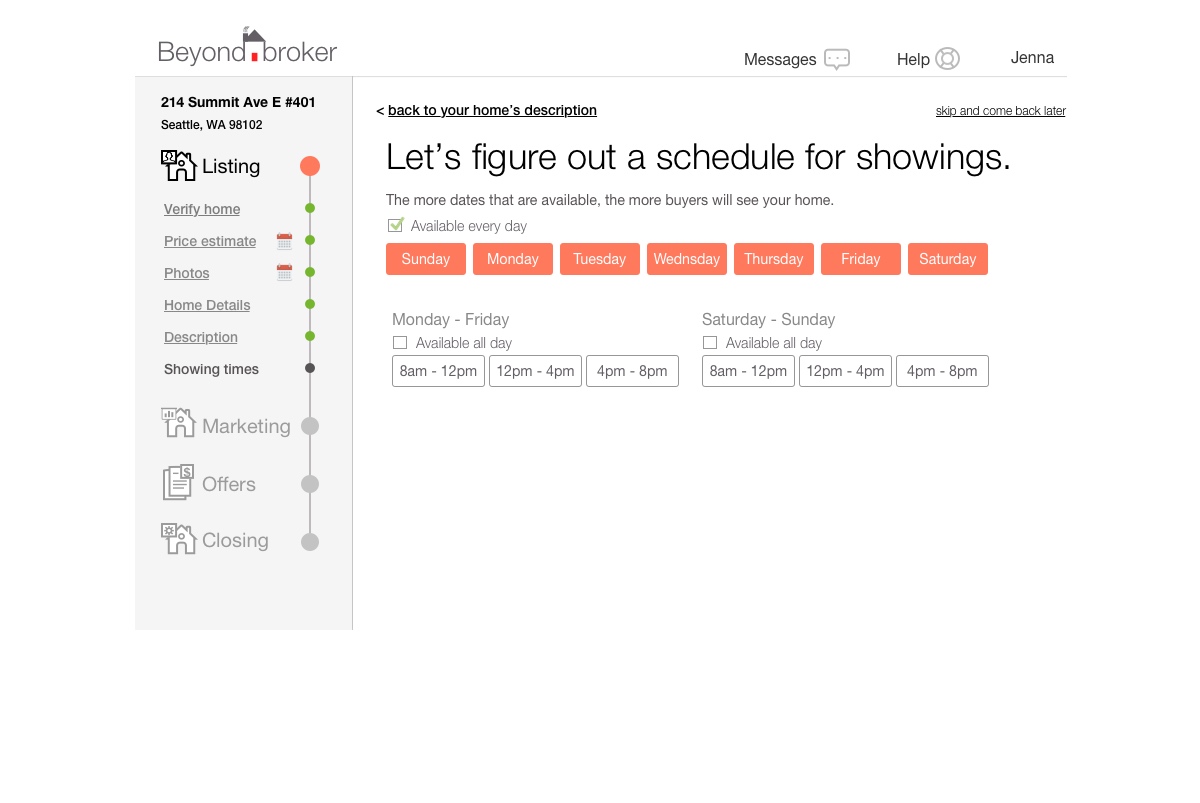 Beyond broker
Messages Help Jenna
214 Summit Ave E #401
Seattle, WA 98102
Listing
Verify home
Price estimate
Photos
Home Details
Description
Showing times
Marketing
Offers
Closing
< back to your home's description
skip and come back later
Let's figure out a schedule for showings.
The more dates that are available, the more buyers will see your home.
Available every day
Sunday Monday Tuesday Wednsday Thursday Friday Saturday
Monday - Friday
Available all day
8am - 12pm 12pm - 4pm 4pm - 8pm
Saturday - Sunday
Available all day
8am - 12pm 12pm - 4pm 4pm - 8pm